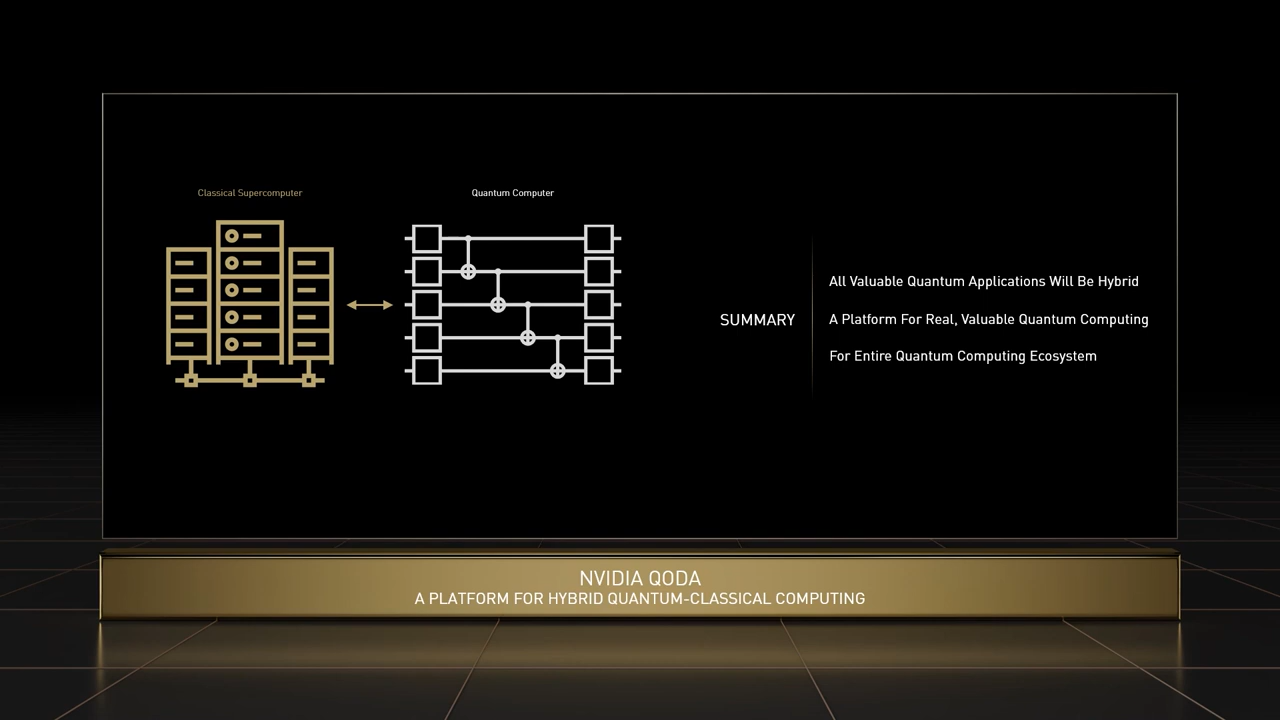 Classical Supercomputer
Quantum Computer
SUMMARY
All Valuable Quantum Applications Will Be Hybrid
A Platform For Real, Valuable Quantum Computing
For Entire Quantum Computing Ecosystem
NVIDIA QODA
A PLATFORM FOR HYBRID QUANTUM-CLASSICAL COMPUTING